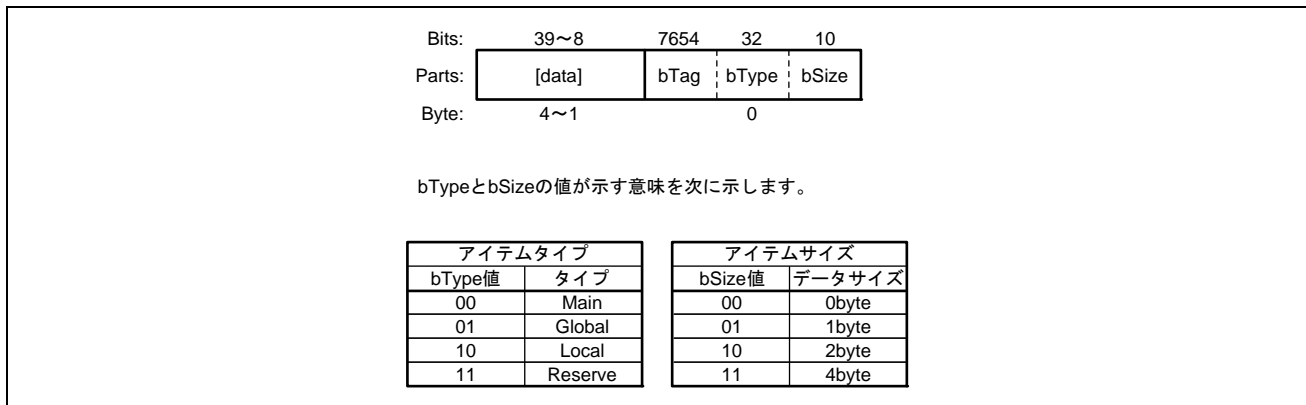 Bits: 39～8 7654 32 10
Parts: [data] bTag bType bSize
Byte: 4～1 0
bTypeとbSizeの値が示す意味を次に示します。
アイテムタイプ アイテムサイズ
bType値 タイプ bSize値 データサイズ
00 Main 00 0byte
01 Global 01 1byte
10 Local 10 2byte
11 Reserve 11 4byte